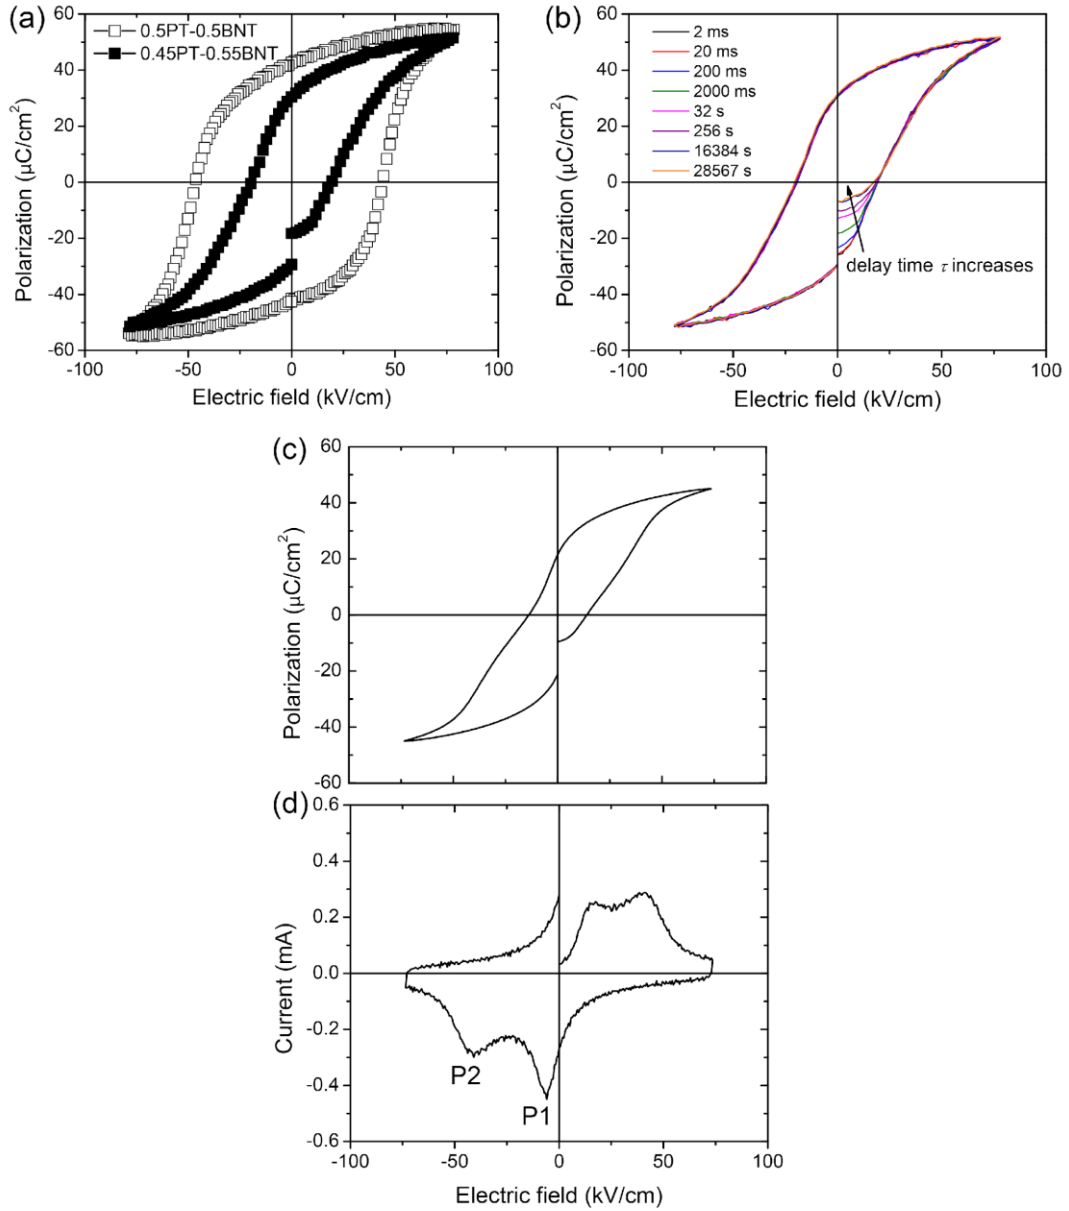 (a)
0.5PT-0.5BNT
0.45PT-0.55BNT
60
40
20
0
-20
-40
-60
-100
-50
0
50
100
Polarization (μC/cm²)
Electric field (kV/cm)
(b)
2 ms
20 ms
200 ms
2000 ms
32 s
256 s
16384 s
28567 s
delay time τ increases
60
40
20
0
-20
-40
-60
-100
-50
0
50
100
Polarization (μC/cm²)
Electric field (kV/cm)
(c)
60
40
20
0
-20
-40
-60
Polarization (μC/cm²)
(d)
0.6
0.4
0.2
0.0
-0.2
-0.4
-0.6
P2
P1
-100
-50
0
50
100
Current (mA)
Electric field (kV/cm)